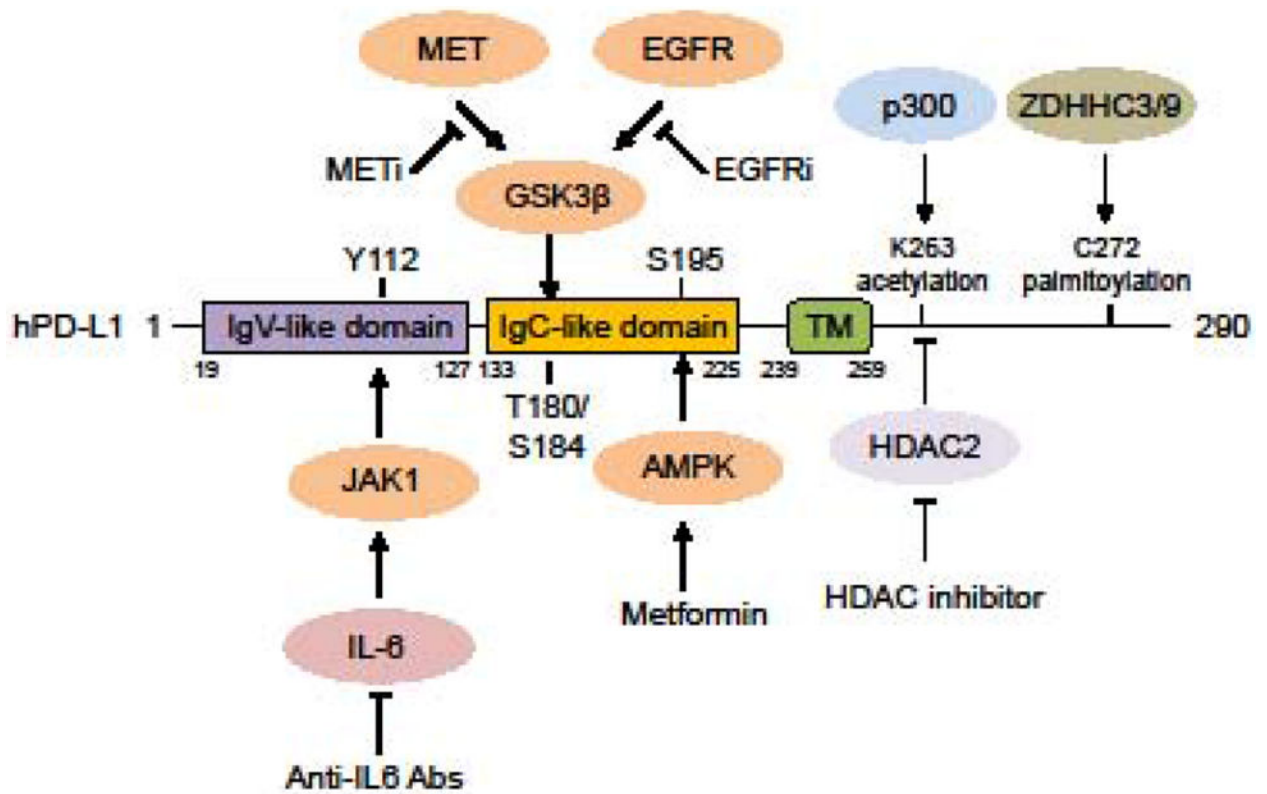 MET
EGFR
p300
ZDHHC3/9
METi
EGFRi
GSK3β
Y112
S195
K263
acetylation
C272
palmitoylation
hPD-L1 1
IgV-like domain
IgC-like domain
TM
290
19
127
133
225
239
259
T180/
S184
JAK1
AMPK
HDAC2
Metformin
HDAC inhibitor
IL-6
Anti-IL6 Abs